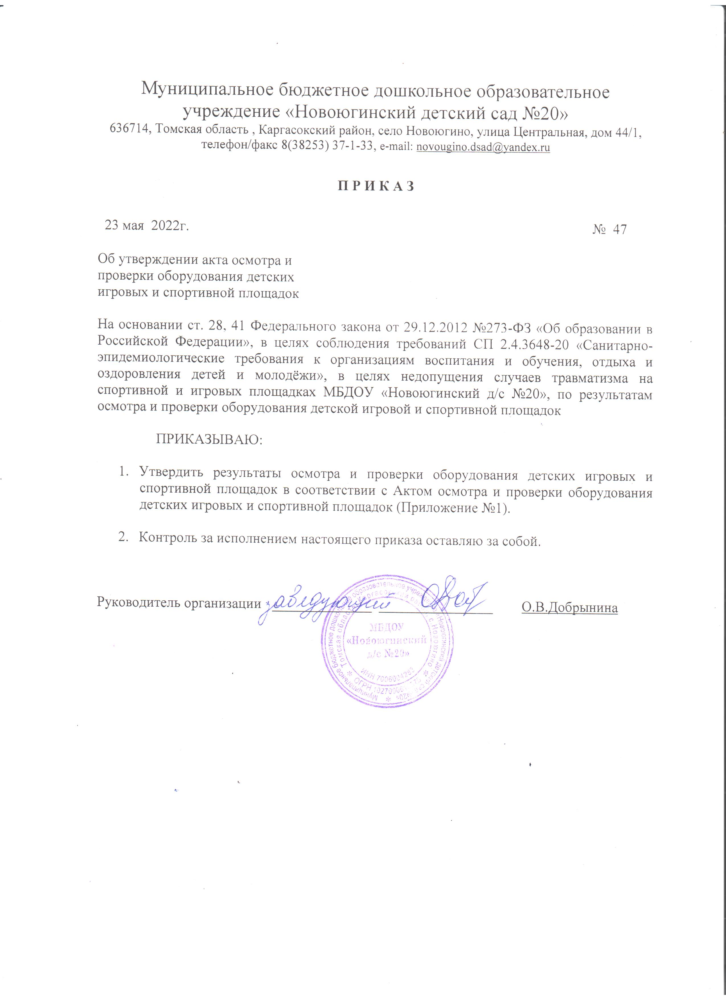 Муниципальное бюджетное дошкольное образовательное
учреждение «Новоюгинский детский сад №20»
636714, Томская область , Каргасокский район, село Новоюгино, улица Центральная, дом 44/1,
телефон/факс 8(38253) 37-1-33, e-mail: novougino.dsad@yandex.ru
П Р И К А З
23 мая 2022г.
№ 47
Об утверждении акта осмотра и
проверки оборудования детских
игровых и спортивной площадок
На основании ст. 28, 41 Федерального закона от 29.12.2012 №273-ФЗ «Об образовании в
Российской Федерации», в целях соблюдения требований СП 2.4.3648-20 «Санитарно-
эпидемиологические требования к организациям воспитания и обучения, отдыха и
оздоровления детей и молодёжи», в целях недопущения случаев травматизма на
спортивной и игровых площадках МБДОУ «Новоюгинский д/с №20», по результатам
осмотра и проверки оборудования детской игровой и спортивной площадок
ПРИКАЗЫВАЮ:
1. Утвердить результаты осмотра и проверки оборудования детских игровых и
спортивной площадок в соответствии с Актом осмотра и проверки оборудования
детских игровых и спортивной площадок (Приложение №1).
2. Контроль за исполнением настоящего приказа оставляю за собой.
Руководитель организации заведующий О.В.Добрынина
Муниципальное бюджетное дошкольное образовательное учреждение «Новоюгинский детский сад №20»
Томская область Каргасокский район, с Новоюгино
МБДОУ
«Новоюгинский
д/с №20»
ИНН 7006004283
ОГРН